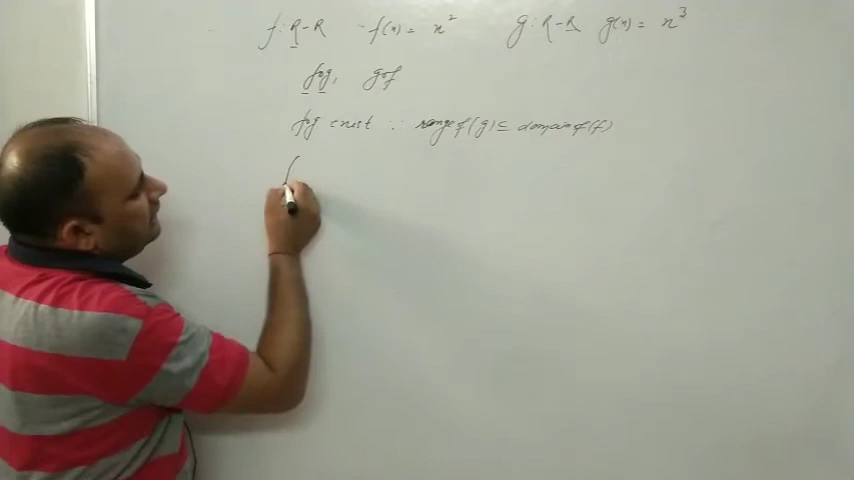 f: R-R f(x) = x² g: R-R g(x) = x³
fog, gof
fog exist ∵ range of (g) ⊆ domain of (f)
(